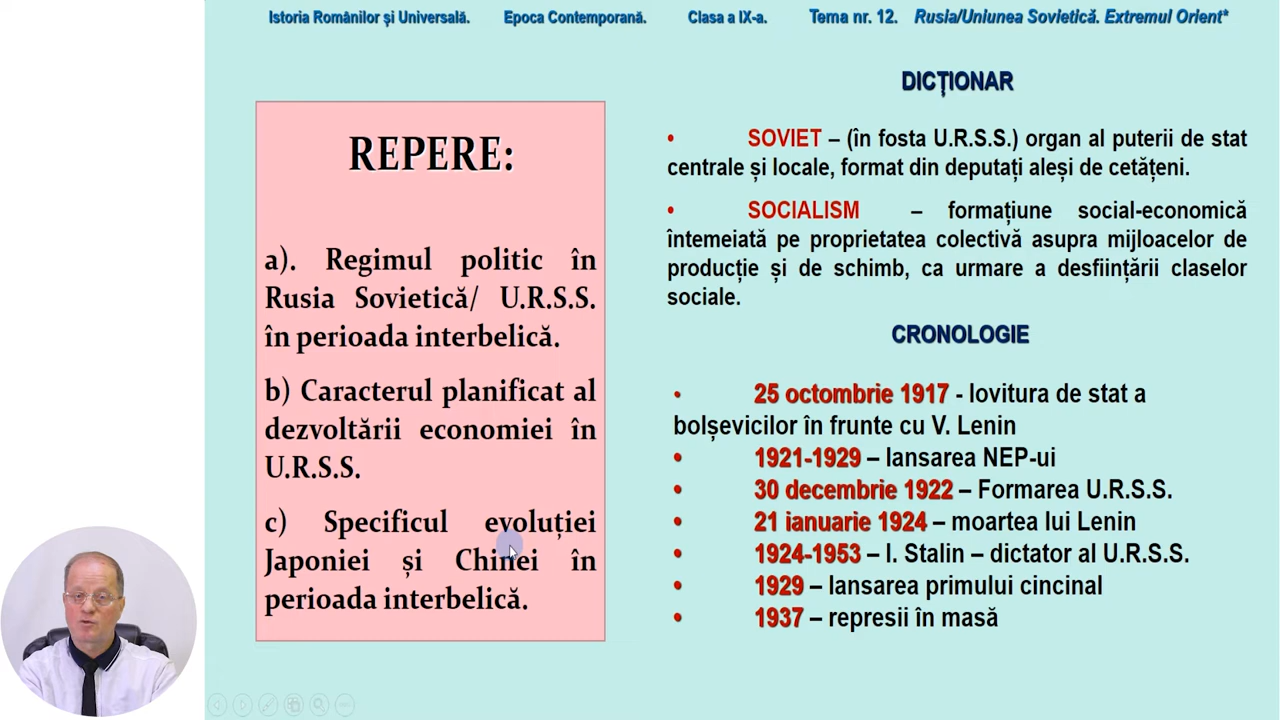 Istoria Românilor și Universală. Epoca Contemporană. Clasa a IX-a. Tema nr. 12. Rusia/Uniunea Sovietică. Extremul Orient*
REPERE:
a). Regimul politic în
Rusia Sovietică/ U.R.S.S.
în perioada interbelică.
b) Caracterul planificat al
dezvoltării economiei în
U.R.S.S.
c) Specificul evoluției
Japoniei și Chinei în
perioada interbelică.
DICȚIONAR
• SOVIET – (în fosta U.R.S.S.) organ al puterii de stat
centrale și locale, format din deputați aleși de cetățeni.
• SOCIALISM – formațiune social-economică
întemeiată pe proprietatea colectivă asupra mijloacelor de
producție și de schimb, ca urmare a desființării claselor
sociale.
CRONOLOGIE
• 25 octombrie 1917 - lovitura de stat a
bolșevicilor în frunte cu V. Lenin
• 1921-1929 – lansarea NEP-ui
• 30 decembrie 1922 – Formarea U.R.S.S.
• 21 ianuarie 1924 – moartea lui Lenin
• 1924-1953 – I. Stalin – dictator al U.R.S.S.
• 1929 – lansarea primului cincinal
• 1937 – represii în masă